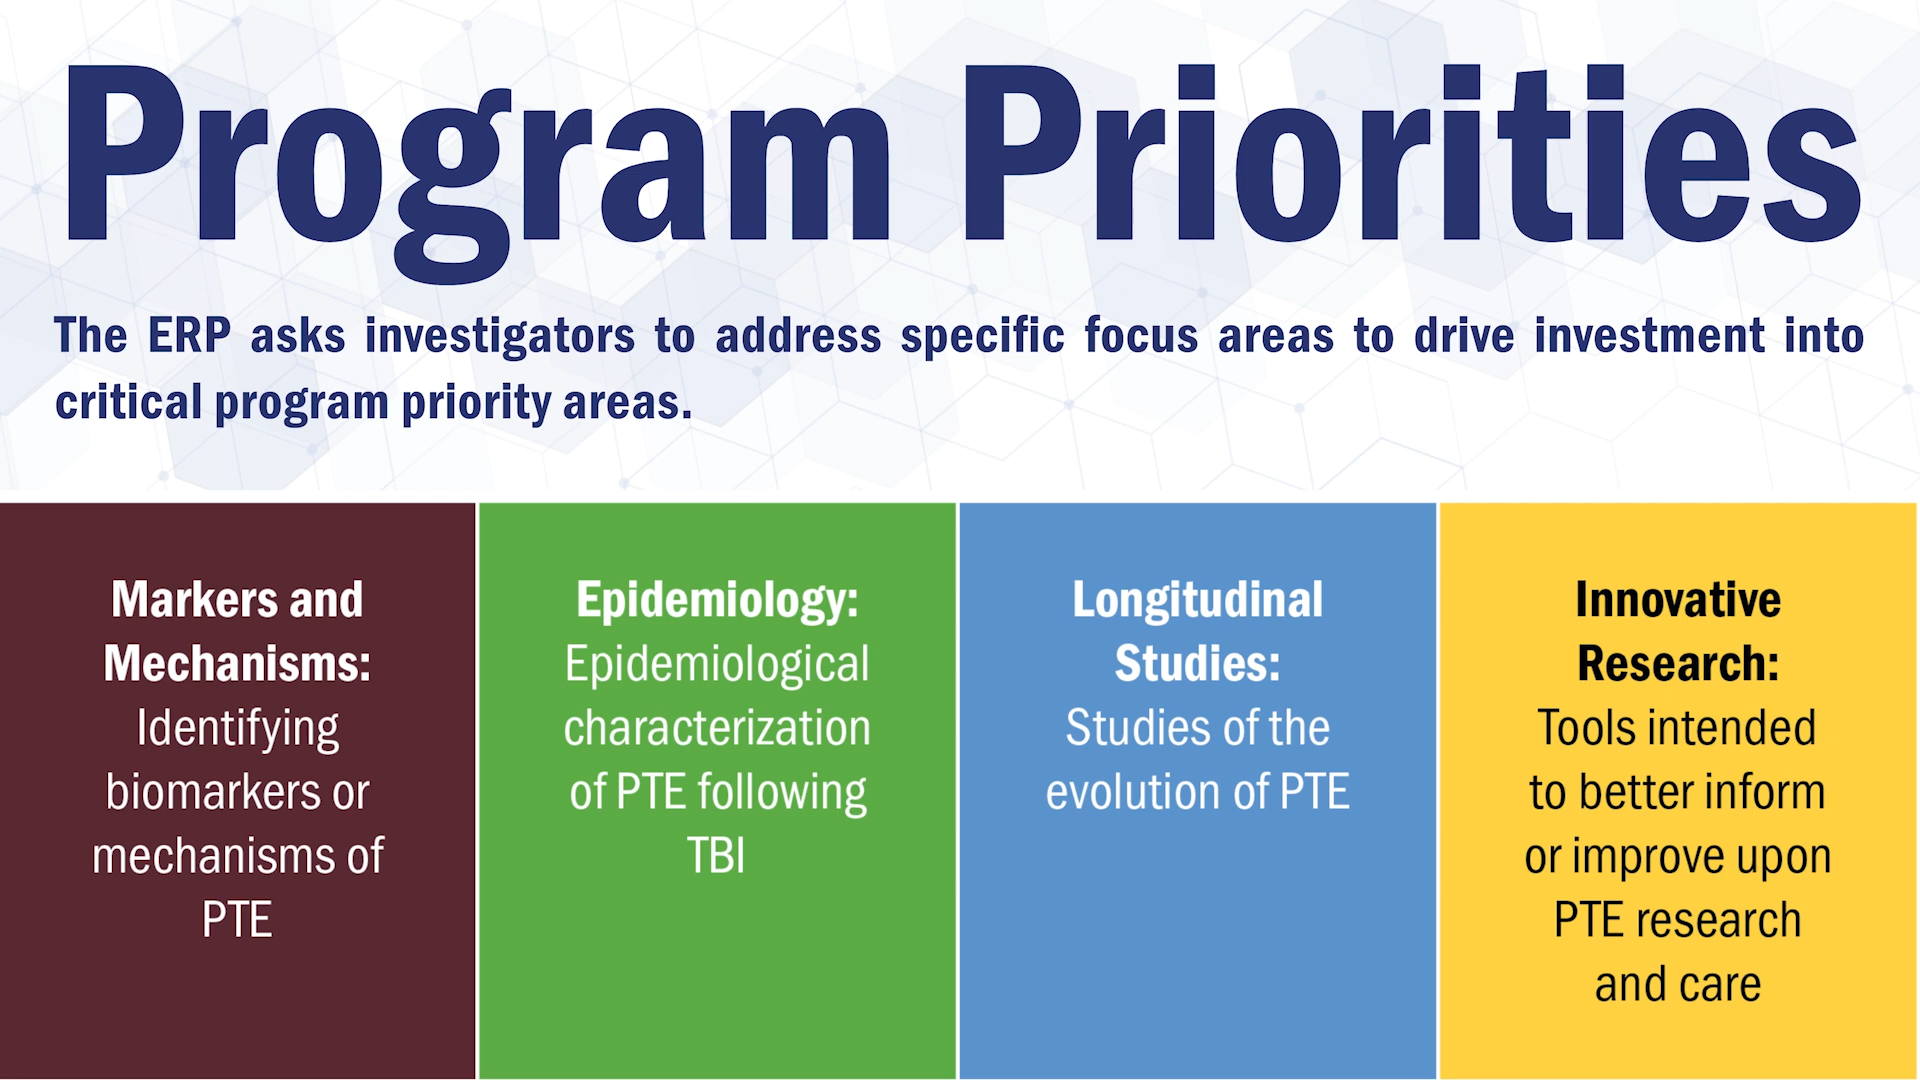 Program Priorities
The ERP asks investigators to address specific focus areas to drive investment into
critical program priority areas.
Markers and
Mechanisms:
Identifying
biomarkers or
mechanisms of
PTE
Epidemiology:
Epidemiological
characterization
of PTE following
TBI
Longitudinal
Studies:
Studies of the
evolution of PTE
Innovative
Research:
Tools intended
to better inform
or improve upon
PTE research
and care